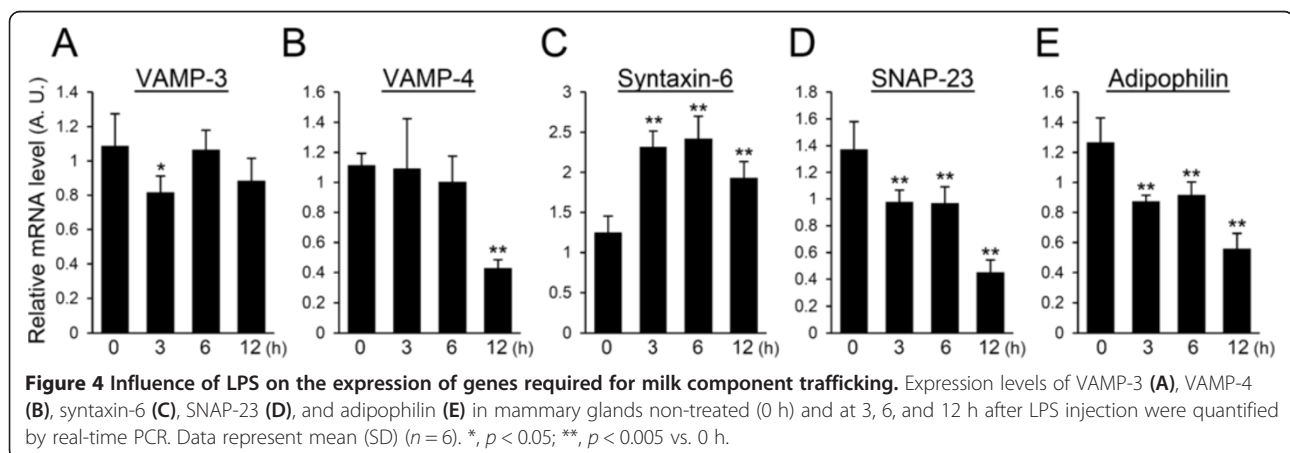 A B C D E
VAMP-3 VAMP-4 Syntaxin-6 SNAP-23 Adipophilin
Relative mRNA level (A. U.)
1.4 1.4 3 1.6 1.4
1.2 1.2 2.5 1.4 1.2
1 1 2 1.2 1
0.8 0.8 1.5 1 0.8
0.6 0.6 1 0.8 0.6
0.4 0.4 0.5 0.6 0.4
0.2 0.2 0 0.4 0.2
0 0 0.2 0
0
* ** ** ** ** ** ** ** ** ** ** **
0 3 6 12 (h) 0 3 6 12 (h) 0 3 6 12 (h) 0 3 6 12 (h) 0 3 6 12 (h)
Figure 4 Influence of LPS on the expression of genes required for milk component trafficking. Expression levels of VAMP-3 (A), VAMP-4
(B), syntaxin-6 (C), SNAP-23 (D), and adipophilin (E) in mammary glands non-treated (0 h) and at 3, 6, and 12 h after LPS injection were quantified
by real-time PCR. Data represent mean (SD) (n = 6). *, p < 0.05; **, p < 0.005 vs. 0 h.